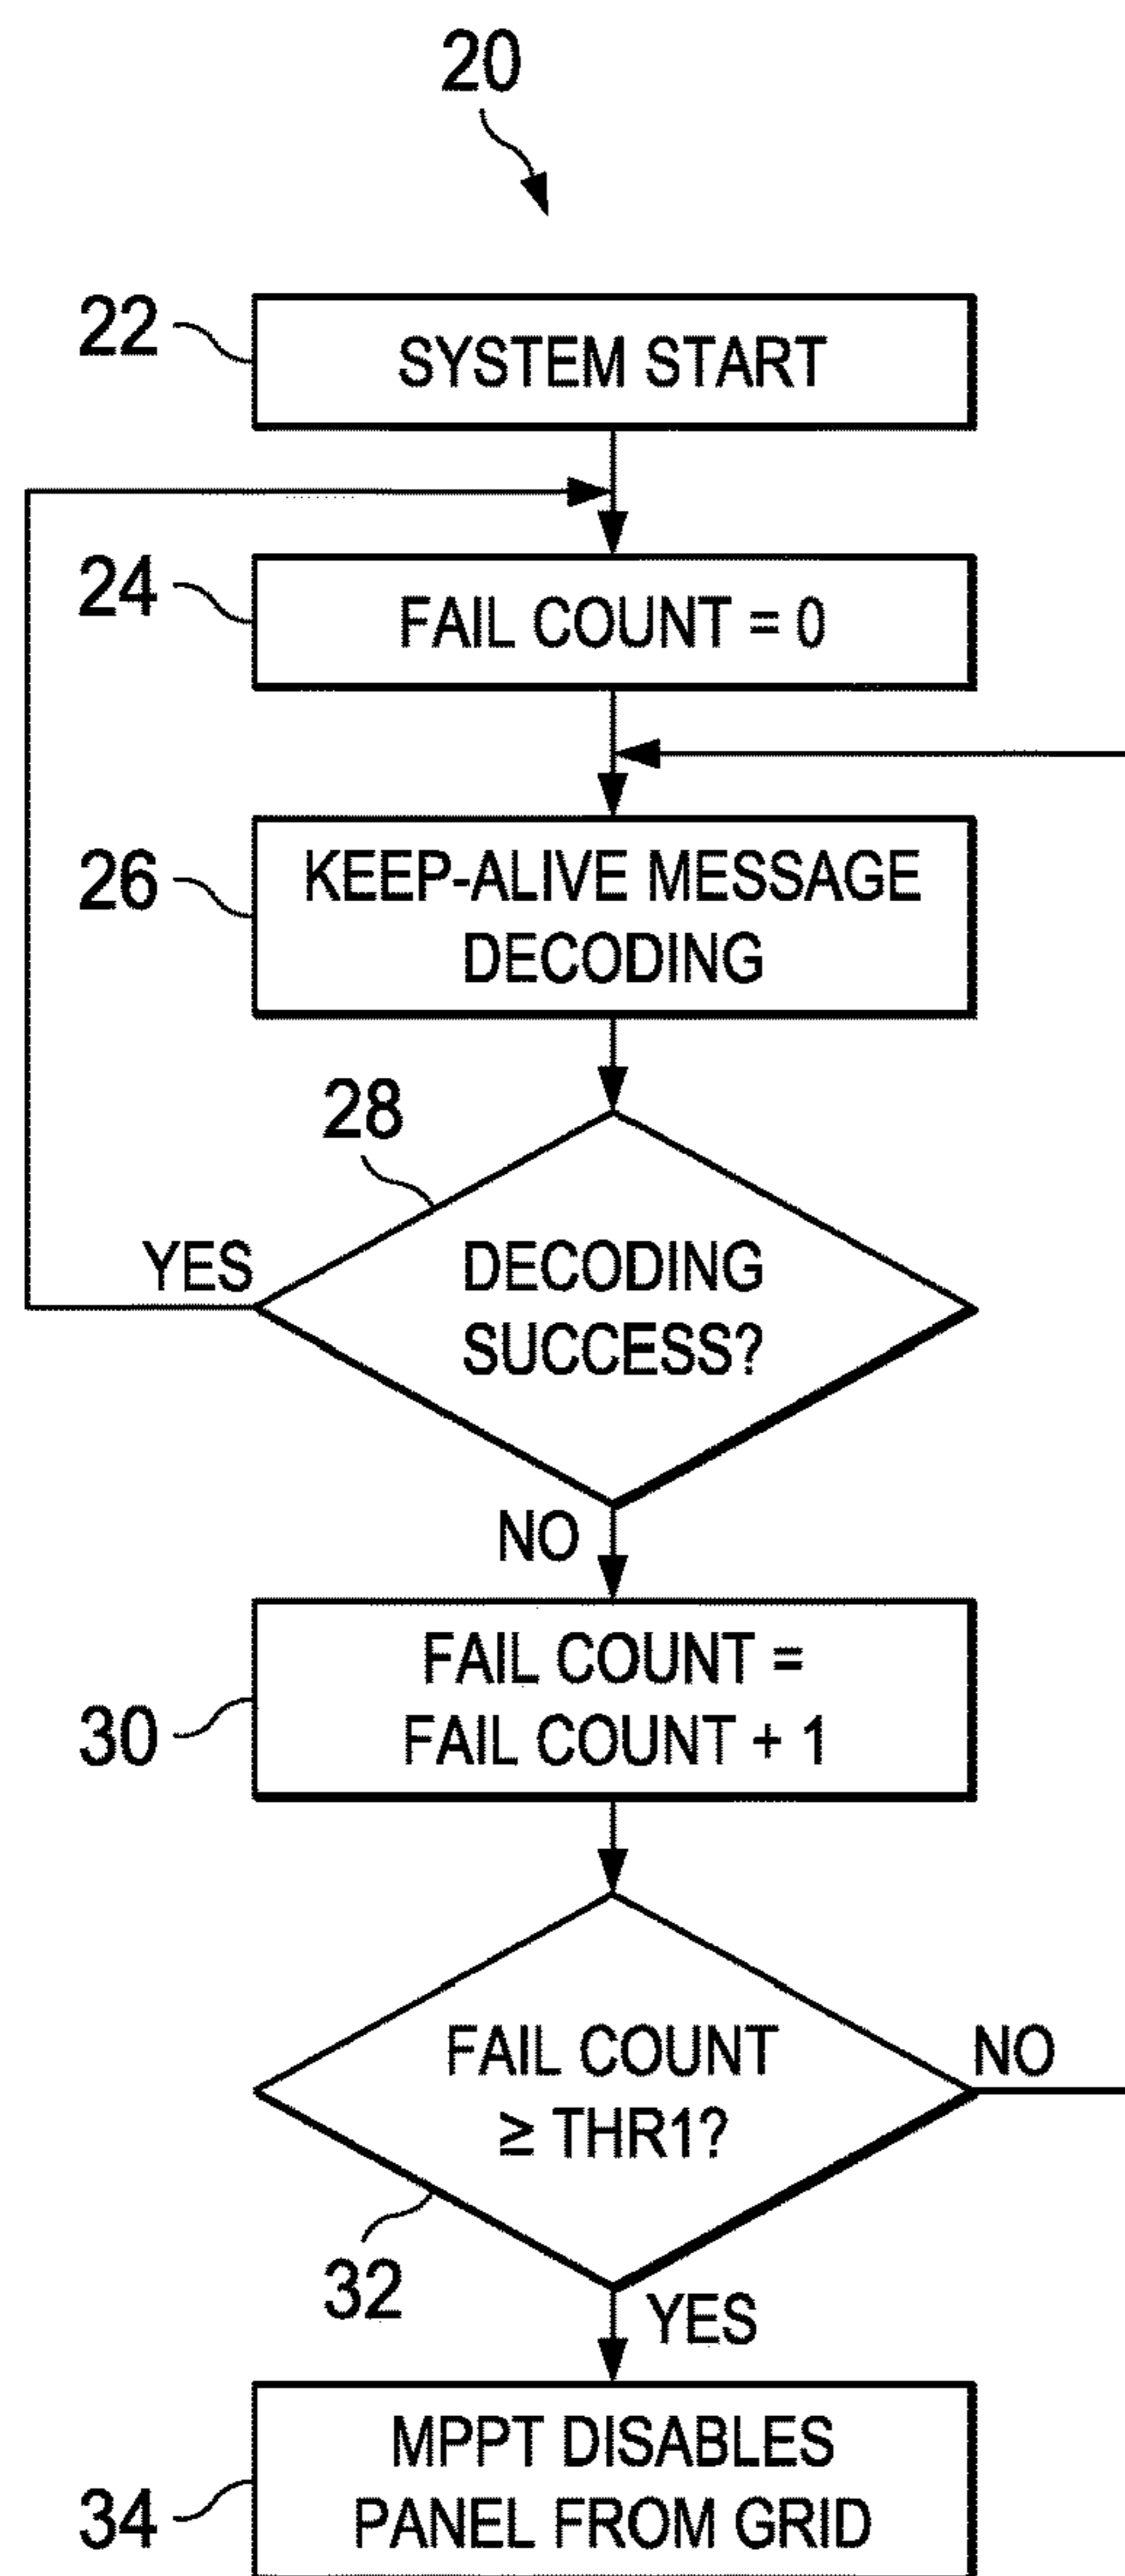 20
22
SYSTEM START
24
FAIL COUNT = 0
26
KEEP-ALIVE MESSAGE
DECODING
28
YES
DECODING
SUCCESS?
NO
30
FAIL COUNT =
FAIL COUNT + 1
FAIL COUNT
≥ THR1?
NO
32
YES
34
MPPT DISABLES
PANEL FROM GRID